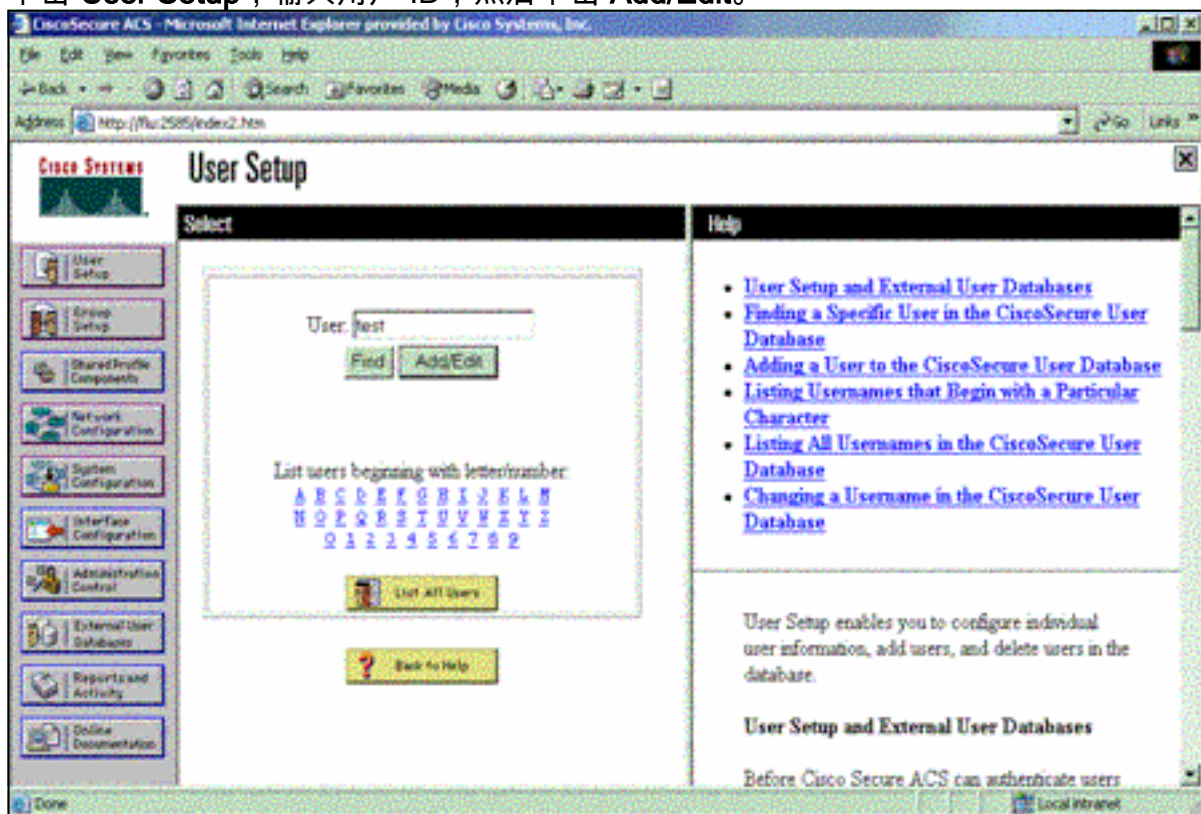 单击 User Setup，输入用户 ID，然后单击 Add/Edit。
CiscoSecure ACS - Microsoft Internet Explorer provided by Cisco Systems, Inc.
File Edit View Favorites Tools Help
Back Search Favorites Media
Address http://flu:2585/index2.htm Go Links »
CISCO SYSTEMS
User Setup
Select
Help
User Setup
Group Setup
Shared Profile Components
Network Configuration
System Configuration
Interface Configuration
Administration Control
External User Databases
Reports and Activity
Online Documentation
User: test
Find Add/Edit
List users beginning with letter/number:
A B C D E F G H I J K L M
N O P Q R S T U V W X Y Z
0 1 2 3 4 5 6 7 8 9
List All Users
Back to Help
• User Setup and External User Databases
• Finding a Specific User in the CiscoSecure User
Database
• Adding a User to the CiscoSecure User Database
• Listing Usernames that Begin with a Particular
Character
• Listing All Usernames in the CiscoSecure User
Database
• Changing a Username in the CiscoSecure User
Database
User Setup enables you to configure individual
user information, add users, and delete users in the
database.
User Setup and External User Databases
Before Cisco Secure ACS can authenticate users
Done
Local intranet